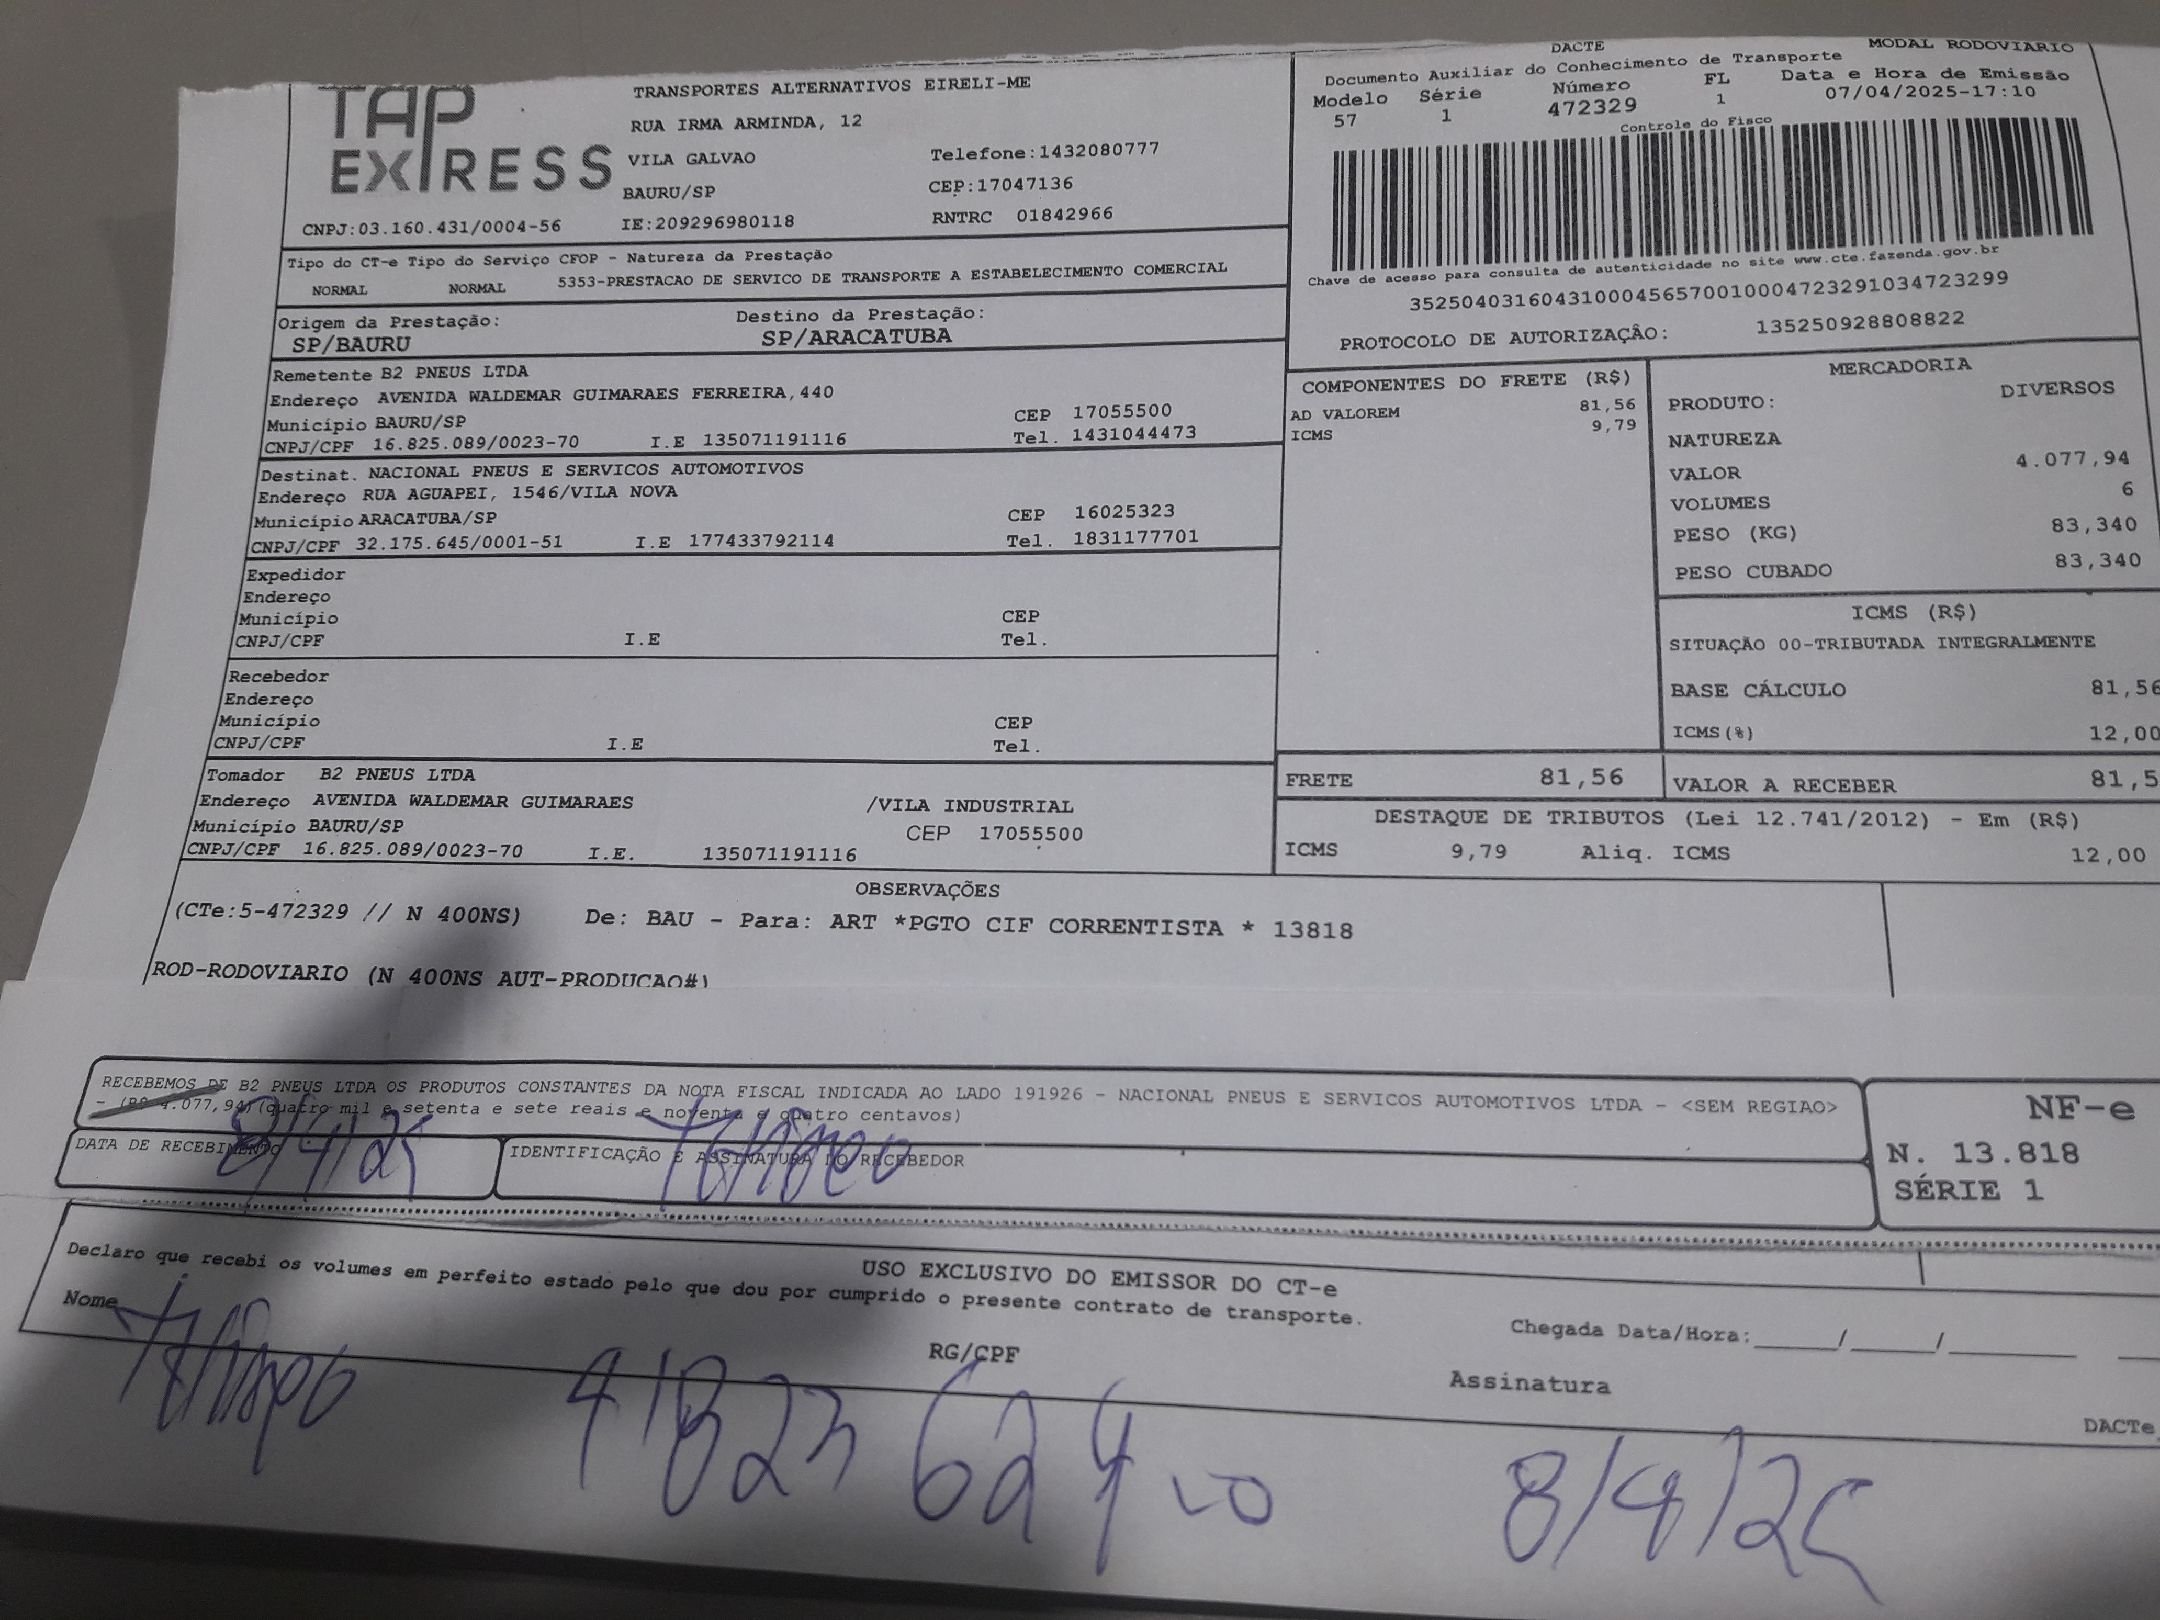 TAP EXPRESS
TRANSPORTES ALTERNATIVOS EIRELI-ME
RUA IRMA ARMINDA, 12
VILA GALVAO Telefone:1432080777
BAURU/SP CEP:17047136
CNPJ:03.160.431/0004-56 IE:209296980118 RNTRC 01842966
DACTE MODAL RODOVIARIO
Documento Auxiliar do Conhecimento de Transporte
Modelo Série Número FL Data e Hora de Emissão
57 1 472329 1 07/04/2025-17:10
Controle do Fisco
Chave de acesso para consulta de autenticidade no site www.cte.fazenda.gov.br
35250403160431000456570010004723291034723299
PROTOCOLO DE AUTORIZAÇÂO: 135250928808822
Tipo do CT-e Tipo do Serviço CFOP - Natureza da Prestação
NORMAL NORMAL 5353-PRESTACAO DE SERVICO DE TRANSPORTE A ESTABELECIMENTO COMERCIAL
Origem da Prestação: Destino da Prestação:
SP/BAURU SP/ARACATUBA
Remetente B2 PNEUS LTDA
Endereço AVENIDA WALDEMAR GUIMARAES FERREIRA,440
Município BAURU/SP CEP 17055500
CNPJ/CPF 16.825.089/0023-70 I.E 135071191116 Tel. 1431044473
Destinat. NACIONAL PNEUS E SERVICOS AUTOMOTIVOS
Endereço RUA AGUAPEI, 1546/VILA NOVA
Município ARACATUBA/SP CEP 16025323
CNPJ/CPF 32.175.645/0001-51 I.E 177433792114 Tel. 1831177701
Expedidor
Endereço
Município CEP
CNPJ/CPF I.E Tel.
Recebedor
Endereço
Município CEP
CNPJ/CPF I.E Tel.
Tomador B2 PNEUS LTDA
Endereço AVENIDA WALDEMAR GUIMARAES /VILA INDUSTRIAL
Município BAURU/SP CEP 17055500
CNPJ/CPF 16.825.089/0023-70 I.E. 135071191116
COMPONENTES DO FRETE (R$)
AD VALOREM 81,56
ICMS 9,79
MERCADORIA
PRODUTO: DIVERSOS
NATUREZA
VALOR 4.077,94
VOLUMES 6
PESO (KG) 83,340
PESO CUBADO 83,340
ICMS (R$)
SITUAÇÃO 00-TRIBUTADA INTEGRALMENTE
BASE CÁLCULO 81,56
ICMS(%) 12,00
FRETE 81,56 VALOR A RECEBER 81,5
DESTAQUE DE TRIBUTOS (Lei 12.741/2012) - Em (R$)
ICMS 9,79 Aliq. ICMS 12,00
OBSERVAÇÕES
(CTe:5-472329 // N 400NS) De: BAU - Para: ART *PGTO CIF CORRENTISTA * 13818
ROD-RODOVIARIO (N 400NS AUT-PRODUCAO#)
RECEBEMOS DE B2 PNEUS LTDA OS PRODUTOS CONSTANTES DA NOTA FISCAL INDICADA AO LADO 191926 - NACIONAL PNEUS E SERVICOS AUTOMOTIVOS LTDA - <SEM REGIAO>
- (R$ 4.077,94)(quatro mil e setenta e sete reais e noventa e quatro centavos)
DATA DE RECEBIMENTO IDENTIFICAÇÃO E ASSINATURA DO RECEBEDOR
8/4/25
NF-e
N. 13.818
SÉRIE 1
USO EXCLUSIVO DO EMISSOR DO CT-e
Declaro que recebi os volumes em perfeito estado pelo que dou por cumprido o presente contrato de transporte.
Nome RG/CPF Chegada Data/Hora:_____/_____/_____
Assinatura
DACTe
8/4/25